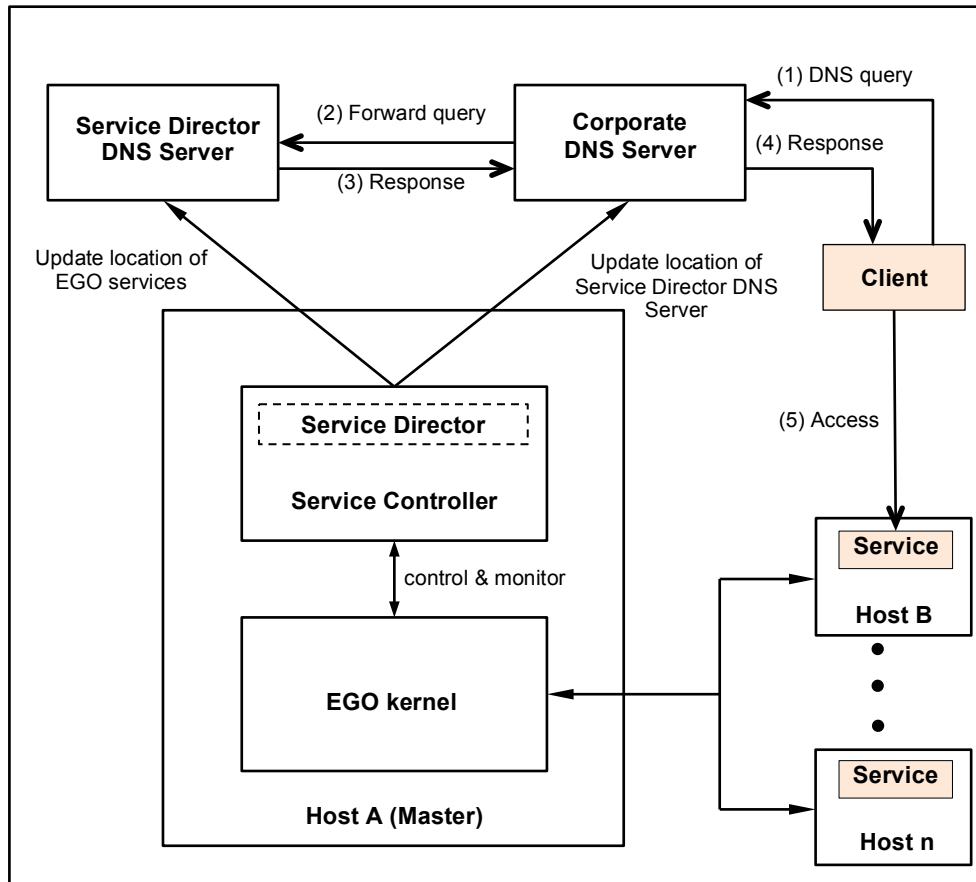 (1) DNS query
Service Director
DNS Server
(2) Forward query
(3) Response
Corporate
DNS Server
(4) Response
Update location of
EGO services
Update location of
Service Director DNS
Server
Client
Service Director
Service Controller
(5) Access
control & monitor
Service
Host B
EGO kernel
Service
Host n
Host A (Master)